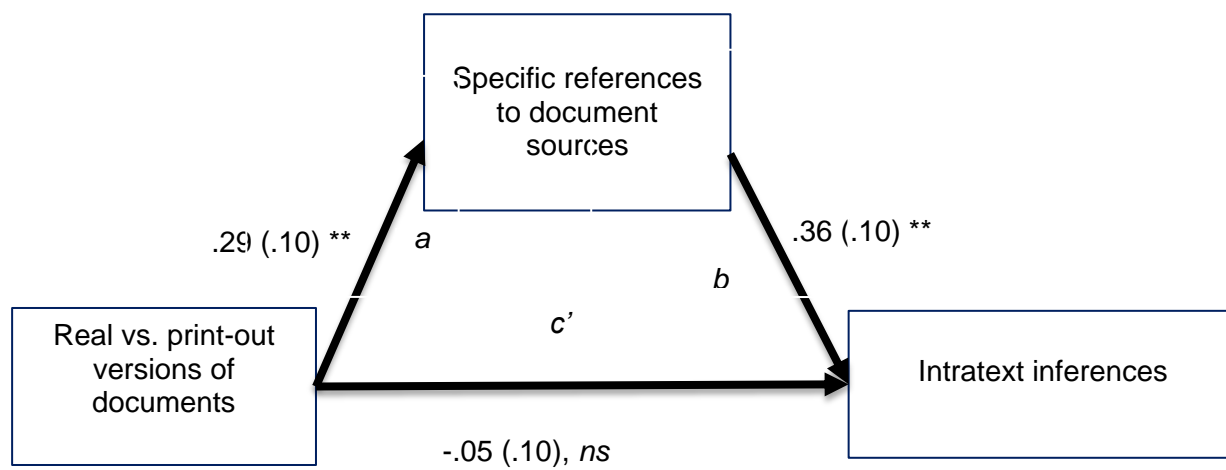 Specific references
to document
sources
.29 (.10) **
a
.36 (.10) **
b
c’
Real vs. print-out
versions of
documents
Intratext inferences
-.05 (.10), ns